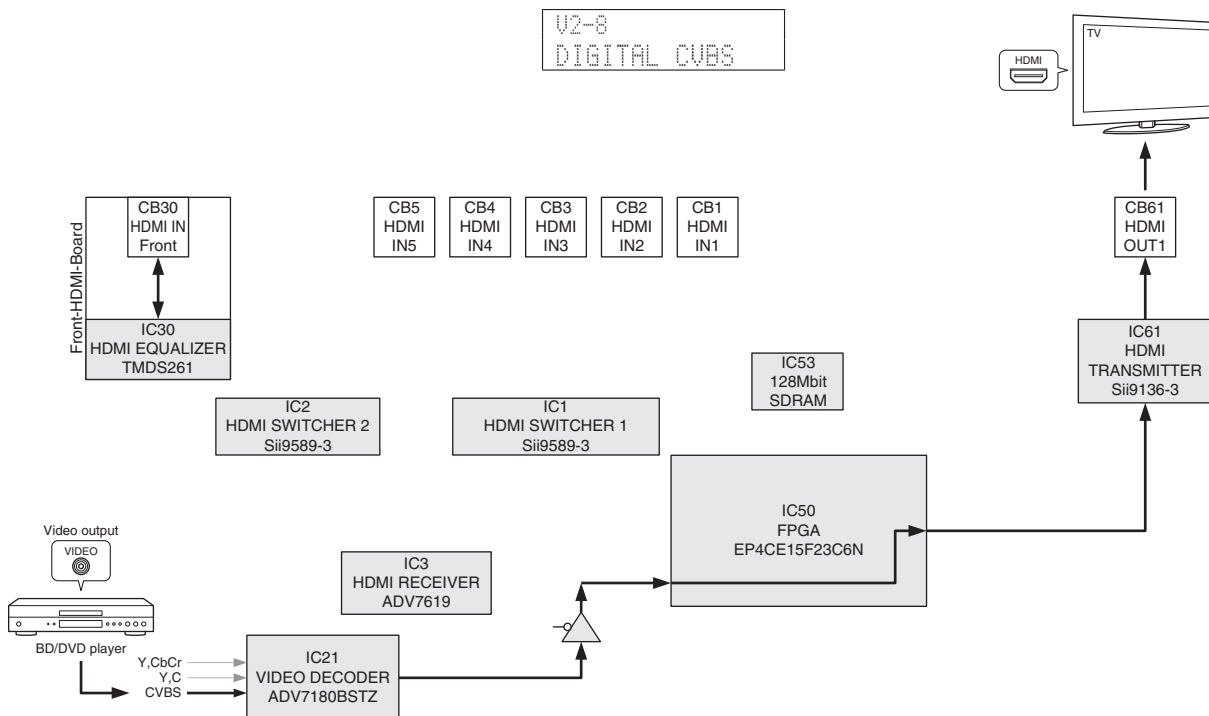 V2-8
DIGITAL CVBS
TV
HDMI
CB30
HDMI IN
Front
CB5
HDMI
IN5
CB4
HDMI
IN4
CB3
HDMI
IN3
CB2
HDMI
IN2
CB1
HDMI
IN1
CB61
HDMI
OUT1
Front-HDMI-Board
IC30
HDMI EQUALIZER
TMDS261
IC61
HDMI
TRANSMITTER
Sii9136-3
IC53
128Mbit
SDRAM
IC2
HDMI SWITCHER 2
Sii9589-3
IC1
HDMI SWITCHER 1
Sii9589-3
IC50
FPGA
EP4CE15F23C6N
Video output
VIDEO
IC3
HDMI RECEIVER
ADV7619
BD/DVD player
Y,CbCr
Y,C
CVBS
IC21
VIDEO DECODER
ADV7180BSTZ